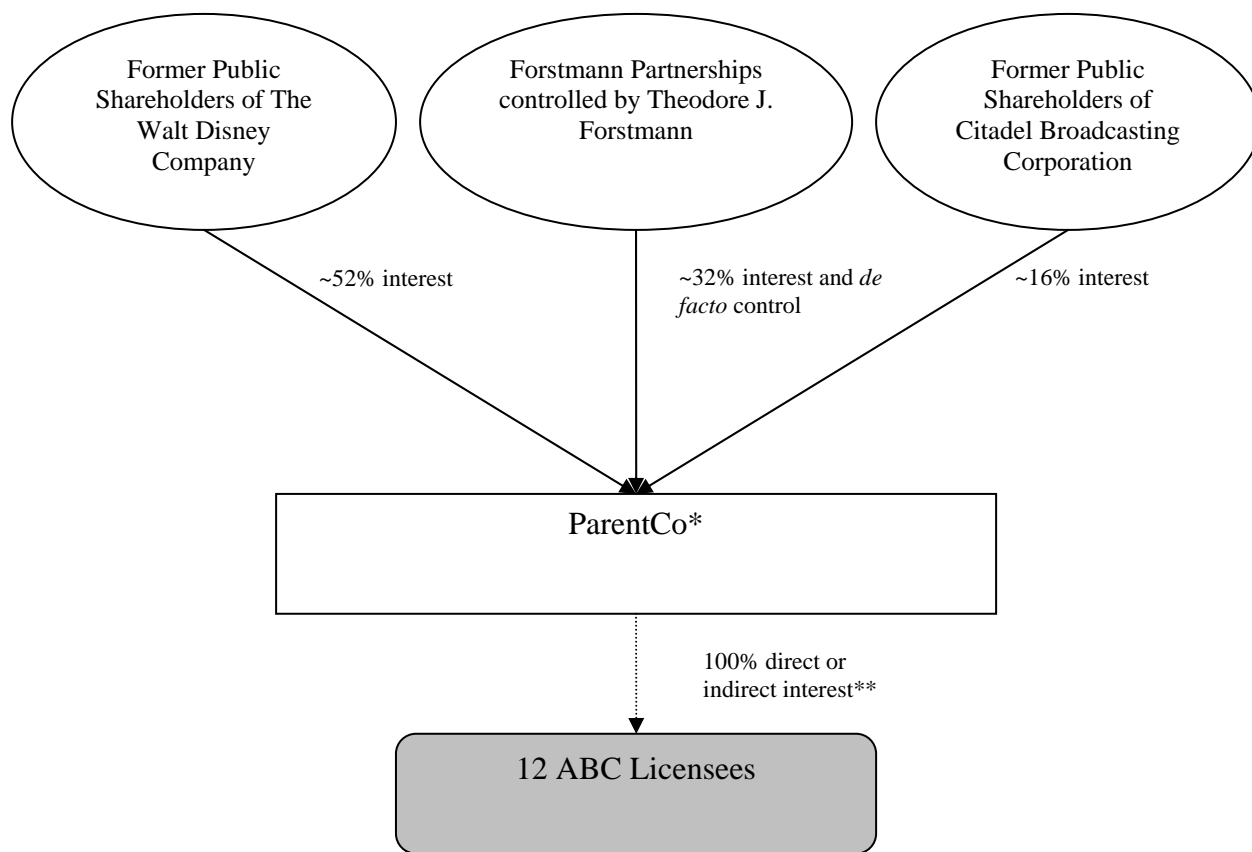 Former Public
Shareholders of The
Walt Disney
Company
Forstmann Partnerships
controlled by Theodore J.
Forstmann
Former Public
Shareholders of
Citadel Broadcasting
Corporation
~52% interest
~32% interest and de
facto control
~16% interest
ParentCo*
100% direct or
indirect interest**
12 ABC Licensees